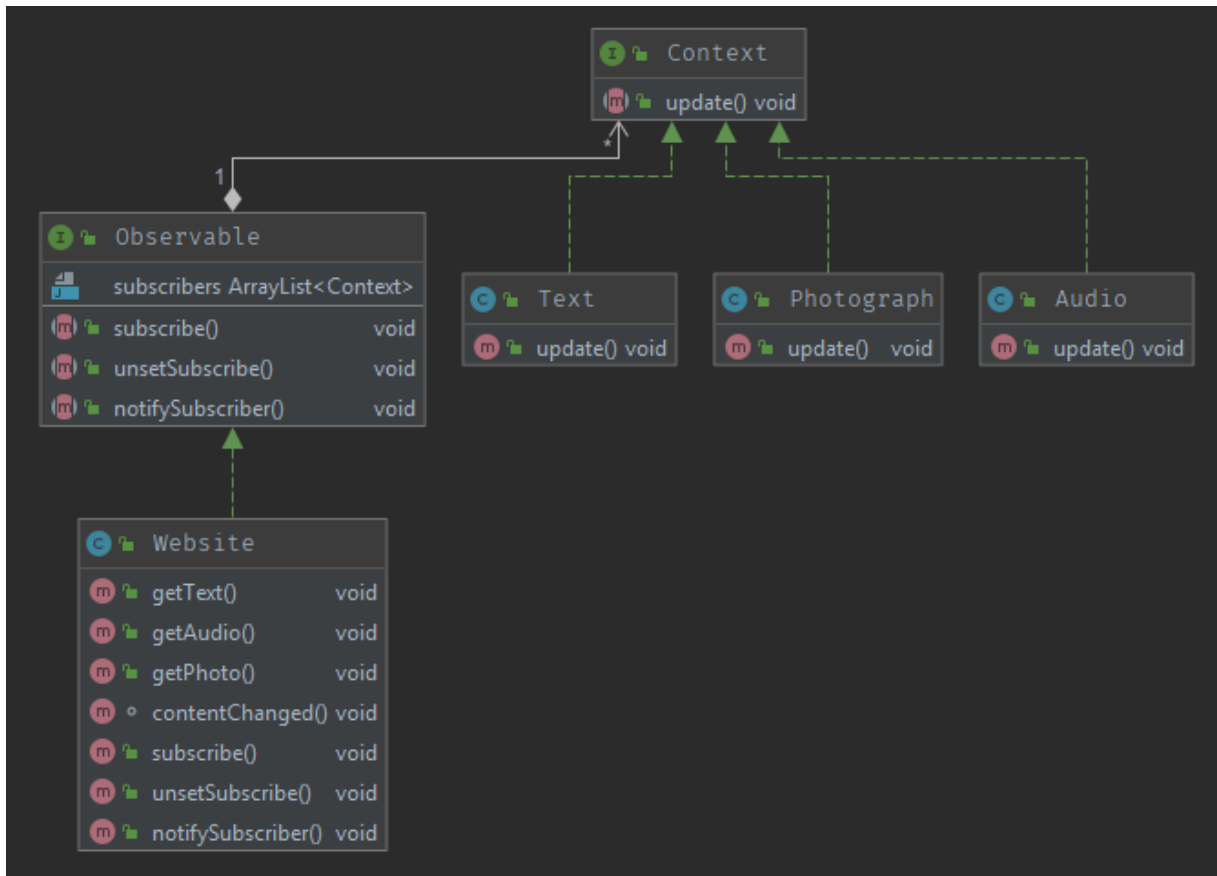 I Context
m update() void
1
*
I Observable
J subscribers ArrayList<Context>
m subscribe() void
m unsetSubscribe() void
m notifySubscriber() void
C Text
m update() void
C Photograph
m update() void
C Audio
m update() void
C Website
m getText() void
m getAudio() void
m getPhoto() void
m contentChanged() void
m subscribe() void
m unsetSubscribe() void
m notifySubscriber() void